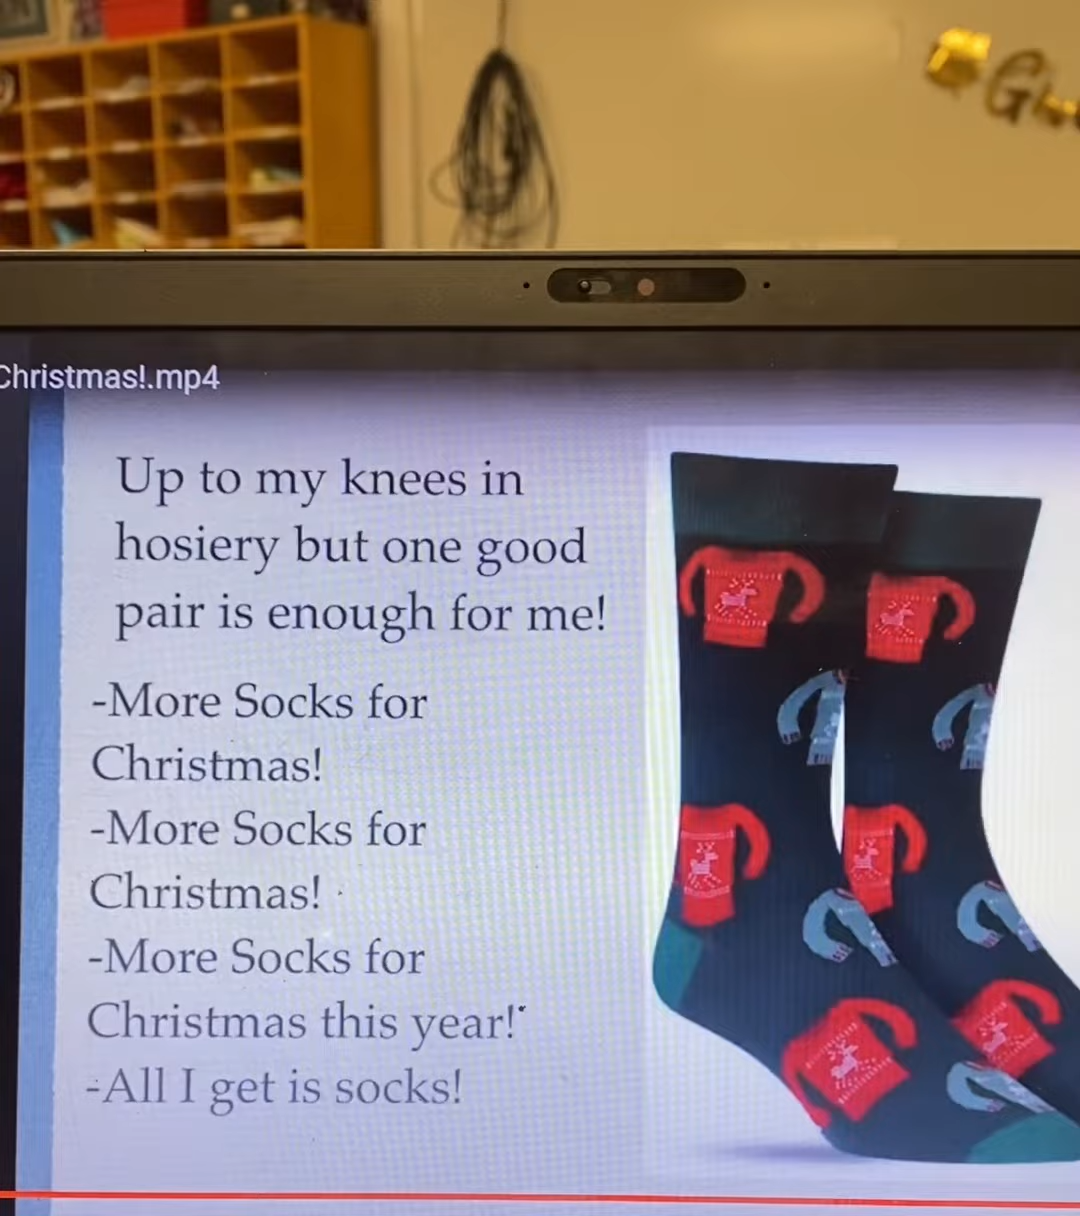 Christmas!.mp4
Up to my knees in
hosiery but one good
pair is enough for me!
-More Socks for
Christmas!
-More Socks for
Christmas!
-More Socks for
Christmas this year!
-All I get is socks!